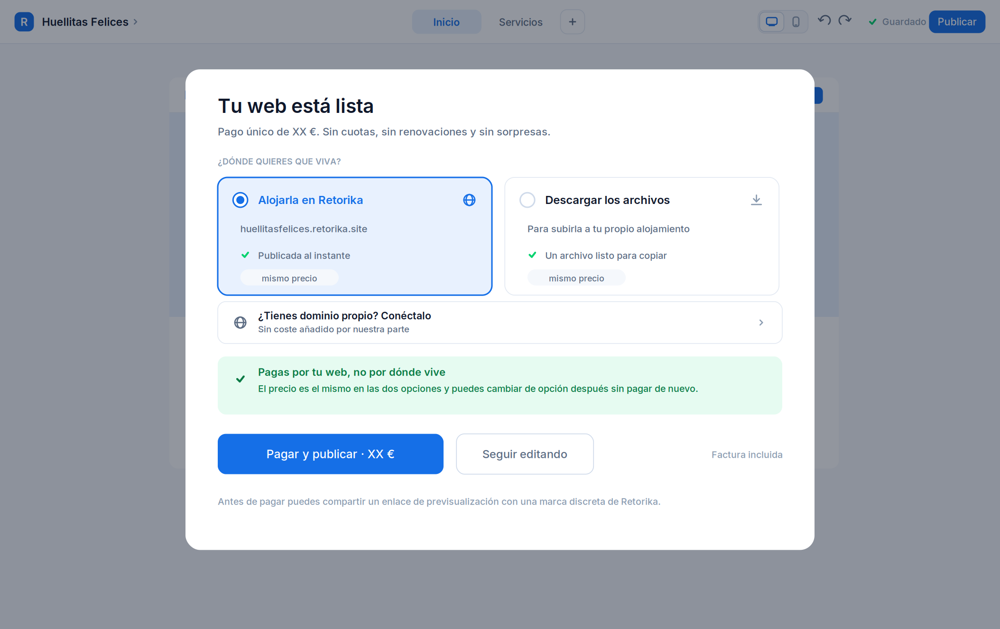 R Huellitas Felices
Inicio
Servicios
+
Guardado
Publicar
Tu web está lista
Pago único de XX €. Sin cuotas, sin renovaciones y sin sorpresas.
¿DÓNDE QUIERES QUE VIVA?
Alojarla en Retorika
huellitasfelices.retorika.site
Publicada al instante
mismo precio
Descargar los archivos
Para subirla a tu propio alojamiento
Un archivo listo para copiar
mismo precio
¿Tienes dominio propio? Conéctalo
Sin coste añadido por nuestra parte
Pagas por tu web, no por dónde vive
El precio es el mismo en las dos opciones y puedes cambiar de opción después sin pagar de nuevo.
Pagar y publicar · XX €
Seguir editando
Factura incluida
Antes de pagar puedes compartir un enlace de previsualización con una marca discreta de Retorika.